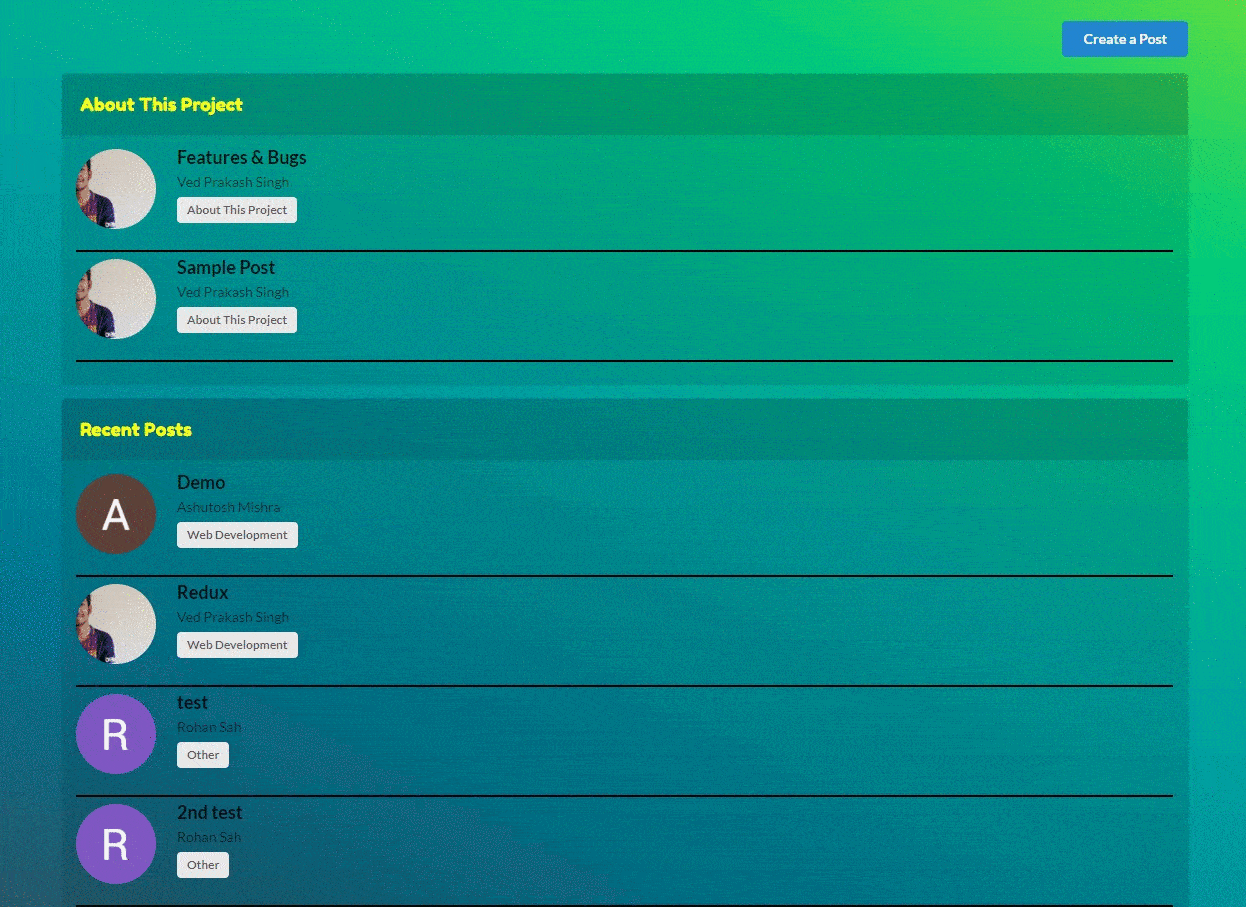 Create a Post
About This Project
Features & Bugs
Ved Prakash Singh
About This Project
Sample Post
Ved Prakash Singh
About This Project
Recent Posts
A
Demo
Ashutosh Mishra
Web Development
Redux
Ved Prakash Singh
Web Development
R
test
Rohan Sah
Other
R
2nd test
Rohan Sah
Other